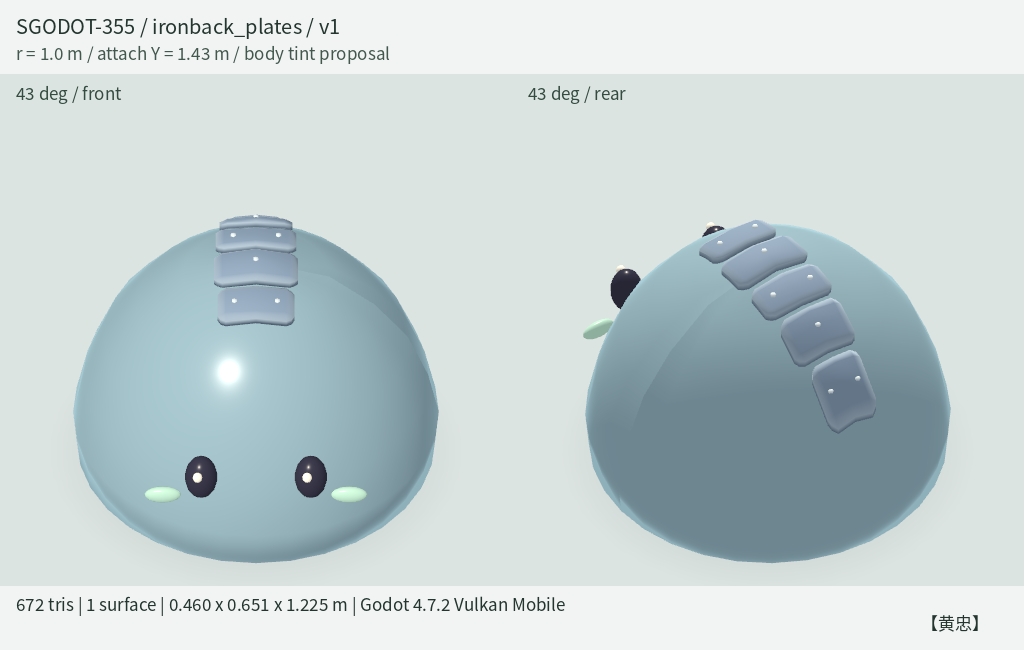 SGODOT-355 / ironback_plates / v1
r = 1.0 m / attach Y = 1.43 m / body tint proposal
43 deg / front
43 deg / rear
672 tris | 1 surface | 0.460 x 0.651 x 1.225 m | Godot 4.7.2 Vulkan Mobile
【黄忠】